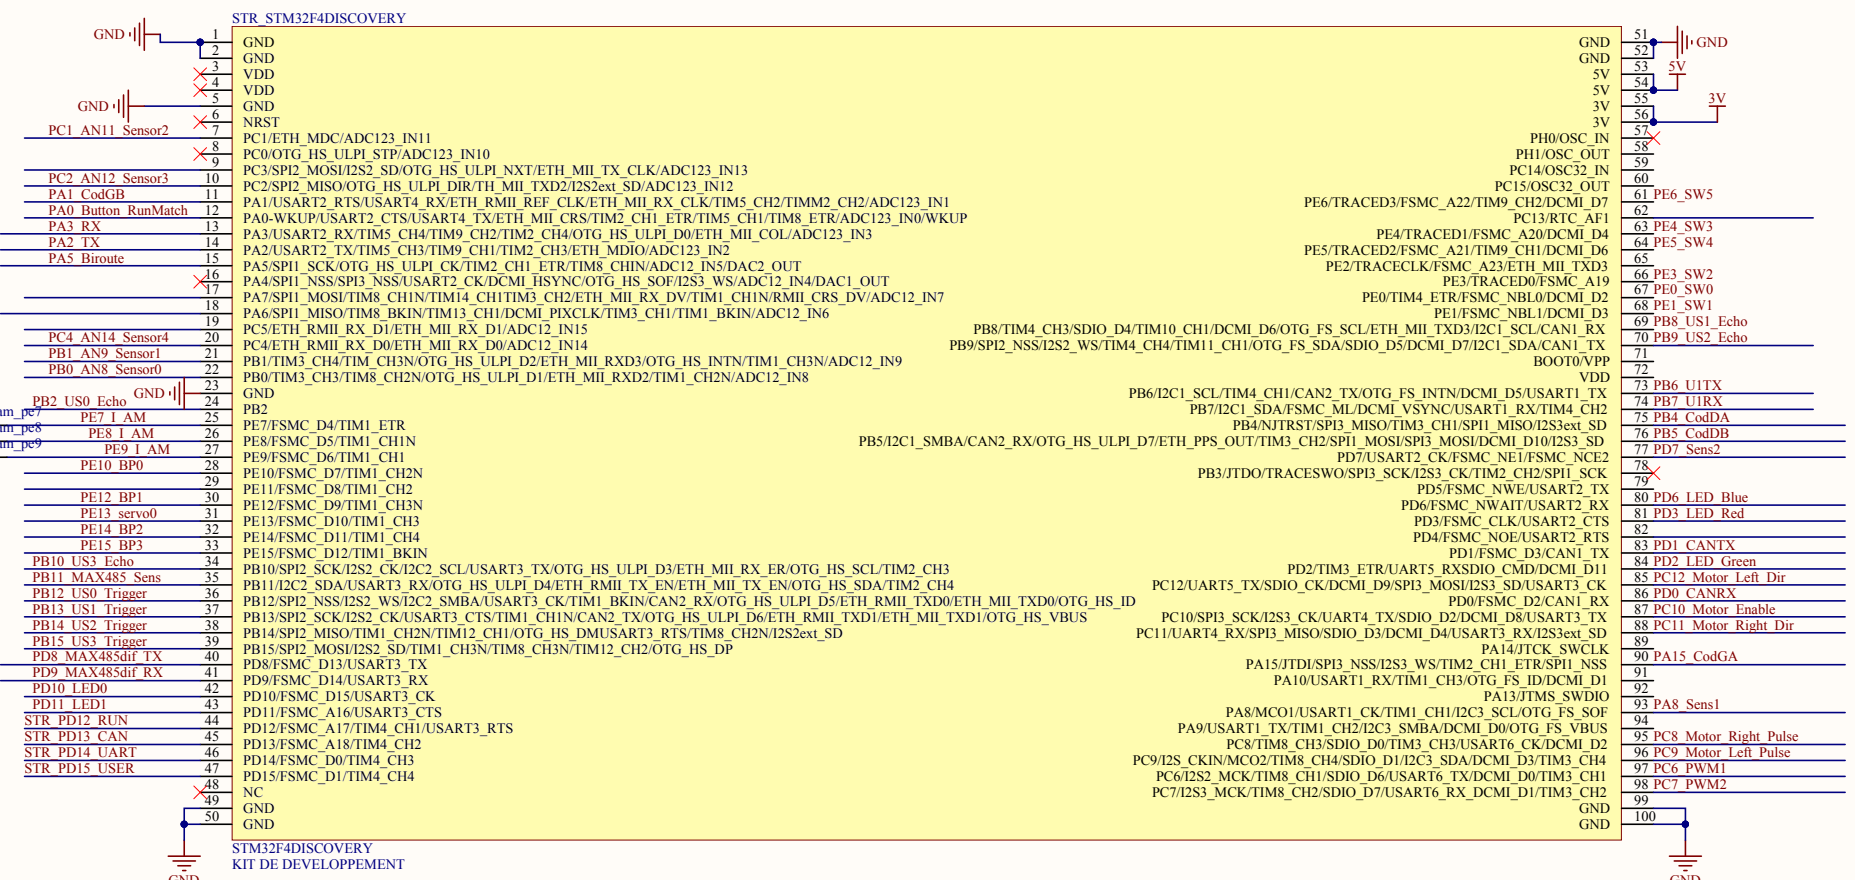 STR_STM32F4DISCOVERY
GND 1 GND
2 GND
3 VDD
4 VDD
GND 5 GND
6 NRST
PC1_AN11_Sensor2 7 PC1/ETH_MDC/ADC123_IN11
8 PC0/OTG_HS_ULPI_STP/ADC123_IN10
9 PC3/SPI2_MOSI/I2S2_SD/OTG_HS_ULPI_NXT/ETH_MII_TX_CLK/ADC123_IN13
PC2_AN12_Sensor3 10 PC2/SPI2_MISO/OTG_HS_ULPI_DIR/TH_MII_TXD2/I2S2ext_SD/ADC123_IN12
PA1_CodGB 11 PA1/USART2_RTS/USART4_RX/ETH_RMII_REF_CLK/ETH_MII_RX_CLK/TIM5_CH2/TIMM2_CH2/ADC123_IN1
PA0_Button_RunMatch 12 PA0-WKUP/USART2_CTS/USART4_TX/ETH_MII_CRS/TIM2_CH1_ETR/TIM5_CH1/TIM8_ETR/ADC123_IN0/WKUP
PA3_RX 13 PA3/USART2_RX/TIM5_CH4/TIM9_CH2/TIM2_CH4/OTG_HS_ULPI_D0/ETH_MII_COL/ADC123_IN3
PA2_TX 14 PA2/USART2_TX/TIM5_CH3/TIM9_CH1/TIM2_CH3/ETH_MDIO/ADC123_IN2
PA5_Biroute 15 PA5/SPI1_SCK/OTG_HS_ULPI_CK/TIM2_CH1_ETR/TIM8_CHIN/ADC12_IN5/DAC2_OUT
16 PA4/SPI1_NSS/SPI3_NSS/USART2_CK/DCMI_HSYNC/OTG_HS_SOF/I2S3_WS/ADC12_IN4/DAC1_OUT
17 PA7/SPI1_MOSI/TIM8_CH1N/TIM14_CH1TIM3_CH2/ETH_MII_RX_DV/TIM1_CH1N/RMII_CRS_DV/ADC12_IN7
18 PA6/SPI1_MISO/TIM8_BKIN/TIM13_CH1/DCMI_PIXCLK/TIM3_CH1/TIM1_BKIN/ADC12_IN6
19 PC5/ETH_RMII_RX_D1/ETH_MII_RX_D1/ADC12_IN15
PC4_AN14_Sensor4 20 PC4/ETH_RMII_RX_D0/ETH_MII_RX_D0/ADC12_IN14
PB1_AN9_Sensor1 21 PB1/TIM3_CH4/TIM_CH3N/OTG_HS_ULPI_D2/ETH_MII_RXD3/OTG_HS_INTN/TIM1_CH3N/ADC12_IN9
PB0_AN8_Sensor0 22 PB0/TIM3_CH3/TIM8_CH2N/OTG_HS_ULPI_D1/ETH_MII_RXD2/TIM1_CH2N/ADC12_IN8
GND 23 GND
PB2_US0_Echo 24 PB2
am_pe7
PE7_I_AM 25 PE7/FSMC_D4/TIM1_ETR
am_pe8
PE8_I_AM 26 PE8/FSMC_D5/TIM1_CH1N
am_pe9
PE9_I_AM 27 PE9/FSMC_D6/TIM1_CH1
PE10_BP0 28 PE10/FSMC_D7/TIM1_CH2N
29 PE11/FSMC_D8/TIM1_CH2
PE12_BP1 30 PE12/FSMC_D9/TIM1_CH3N
PE13_servo0 31 PE13/FSMC_D10/TIM1_CH3
PE14_BP2 32 PE14/FSMC_D11/TIM1_CH4
PE15_BP3 33 PE15/FSMC_D12/TIM1_BKIN
PB10_US3_Echo 34 PB10/SPI2_SCK/I2S2_CK/I2C2_SCL/USART3_TX/OTG_HS_ULPI_D3/ETH_MII_RX_ER/OTG_HS_SCL/TIM2_CH3
PB11_MAX485_Sens 35 PB11/I2C2_SDA/USART3_RX/OTG_HS_ULPI_D4/ETH_RMII_TX_EN/ETH_MII_TX_EN/OTG_HS_SDA/TIM2_CH4
PB12_US0_Trigger 36 PB12/SPI2_NSS/I2S2_WS/I2C2_SMBA/USART3_CK/TIM1_BKIN/CAN2_RX/OTG_HS_ULPI_D5/ETH_RMII_TXD0/ETH_MII_TXD0/OTG_HS_ID
PB13_US1_Trigger 37 PB13/SPI2_SCK/I2S2_CK/USART3_CTS/TIM1_CH1N/CAN2_TX/OTG_HS_ULPI_D6/ETH_RMII_TXD1/ETH_MII_TXD1/OTG_HS_VBUS
PB14_US2_Trigger 38 PB14/SPI2_MISO/TIM1_CH2N/TIM12_CH1/OTG_HS_DMUSART3_RTS/TIM8_CH2N/I2S2ext_SD
PB15_US3_Trigger 39 PB15/SPI2_MOSI/I2S2_SD/TIM1_CH3N/TIM8_CH3N/TIM12_CH2/OTG_HS_DP
PD8_MAX485dif_TX 40 PD8/FSMC_D13/USART3_TX
PD9_MAX485dif_RX 41 PD9/FSMC_D14/USART3_RX
PD10_LED0 42 PD10/FSMC_D15/USART3_CK
PD11_LED1 43 PD11/FSMC_A16/USART3_CTS
STR_PD12_RUN 44 PD12/FSMC_A17/TIM4_CH1/USART3_RTS
STR_PD13_CAN 45 PD13/FSMC_A18/TIM4_CH2
STR_PD14_UART 46 PD14/FSMC_D0/TIM4_CH3
STR_PD15_USER 47 PD15/FSMC_D1/TIM4_CH4
48 NC
49 GND
50 GND
GND
GND 51 GND
GND 52
5V 53 5V
5V 54
3V 55 3V
3V 56
PH0/OSC_IN 57
PH1/OSC_OUT 58
PC14/OSC32_IN 59
PC15/OSC32_OUT 60
PE6/TRACED3/FSMC_A22/TIM9_CH2/DCMI_D7 61 PE6_SW5
PC13/RTC_AF1 62
PE4/TRACED1/FSMC_A20/DCMI_D4 63 PE4_SW3
PE5/TRACED2/FSMC_A21/TIM9_CH1/DCMI_D6 64 PE5_SW4
PE2/TRACECLK/FSMC_A23/ETH_MII_TXD3 65
PE3/TRACED0/FSMC_A19 66 PE3_SW2
PE0/TIM4_ETR/FSMC_NBL0/DCMI_D2 67 PE0_SW0
PE1/FSMC_NBL1/DCMI_D3 68 PE1_SW1
PB8/TIM4_CH3/SDIO_D4/TIM10_CH1/DCMI_D6/OTG_FS_SCL/ETH_MII_TXD3/I2C1_SCL/CAN1_RX 69 PB8_US1_Echo
PB9/SPI2_NSS/I2S2_WS/TIM4_CH4/TIM11_CH1/OTG_FS_SDA/SDIO_D5/DCMI_D7/I2C1_SDA/CAN1_TX 70 PB9_US2_Echo
BOOT0/VPP 71
VDD 72
PB6/I2C1_SCL/TIM4_CH1/CAN2_TX/OTG_FS_INTN/DCMI_D5/USART1_TX 73 PB6_U1TX
PB7/I2C1_SDA/FSMC_ML/DCMI_VSYNC/USART1_RX/TIM4_CH2 74 PB7_U1RX
PB4/NJTRST/SPI3_MISO/TIM3_CH1/SPI1_MISO/I2S3ext_SD 75 PB4_CodDA
PB5/I2C1_SMBA/CAN2_RX/OTG_HS_ULPI_D7/ETH_PPS_OUT/TIM3_CH2/SPI1_MOSI/SPI3_MOSI/DCMI_D10/I2S3_SD 76 PB5_CodDB
PD7/USART2_CK/FSMC_NE1/FSMC_NCE2 77 PD7_Sens2
PB3/JTDO/TRACESWO/SPI3_SCK/I2S3_CK/TIM2_CH2/SPI1_SCK 78
PD5/FSMC_NWE/USART2_TX 79
PD6/FSMC_NWAIT/USART2_RX 80 PD6_LED_Blue
PD3/FSMC_CLK/USART2_CTS 81 PD3_LED_Red
PD4/FSMC_NOE/USART2_RTS 82
PD1/FSMC_D3/CAN1_TX 83 PD1_CANTX
PD2/TIM3_ETR/UART5_RXSDIO_CMD/DCMI_D11 84 PD2_LED_Green
PC12/UART5_TX/SDIO_CK/DCMI_D9/SPI3_MOSI/I2S3_SD/USART3_CK 85 PC12_Motor_Left_Dir
PD0/FSMC_D2/CAN1_RX 86 PD0_CANRX
PC10/SPI3_SCK/I2S3_CK/UART4_TX/SDIO_D2/DCMI_D8/USART3_TX 87 PC10_Motor_Enable
PC11/UART4_RX/SPI3_MISO/SDIO_D3/DCMI_D4/USART3_RX/I2S3ext_SD 88 PC11_Motor_Right_Dir
PA14/JTCK_SWCLK 89
PA15/JTDI/SPI3_NSS/I2S3_WS/TIM2_CH1_ETR/SPI1_NSS 90 PA15_CodGA
PA10/USART1_RX/TIM1_CH3/OTG_FS_ID/DCMI_D1 91
PA13/JTMS_SWDIO 92
PA8/MCO1/USART1_CK/TIM1_CH1/I2C3_SCL/OTG_FS_SOF 93 PA8_Sens1
PA9/USART1_TX/TIM1_CH2/I2C3_SMBA/DCMI_D0/OTG_FS_VBUS 94
PC8/TIM8_CH3/SDIO_D0/TIM3_CH3/USART6_CK/DCMI_D2 95 PC8_Motor_Right_Pulse
PC9/I2S_CKIN/MCO2/TIM8_CH4/SDIO_D1/I2C3_SDA/DCMI_D3/TIM3_CH4 96 PC9_Motor_Left_Pulse
PC6/I2S2_MCK/TIM8_CH1/SDIO_D6/USART6_TX/DCMI_D0/TIM3_CH1 97 PC6_PWM1
PC7/I2S3_MCK/TIM8_CH2/SDIO_D7/USART6_RX_DCMI_D1/TIM3_CH2 98 PC7_PWM2
GND 99
GND 100
GND
STM32F4DISCOVERY
KIT DE DEVELOPPEMENT